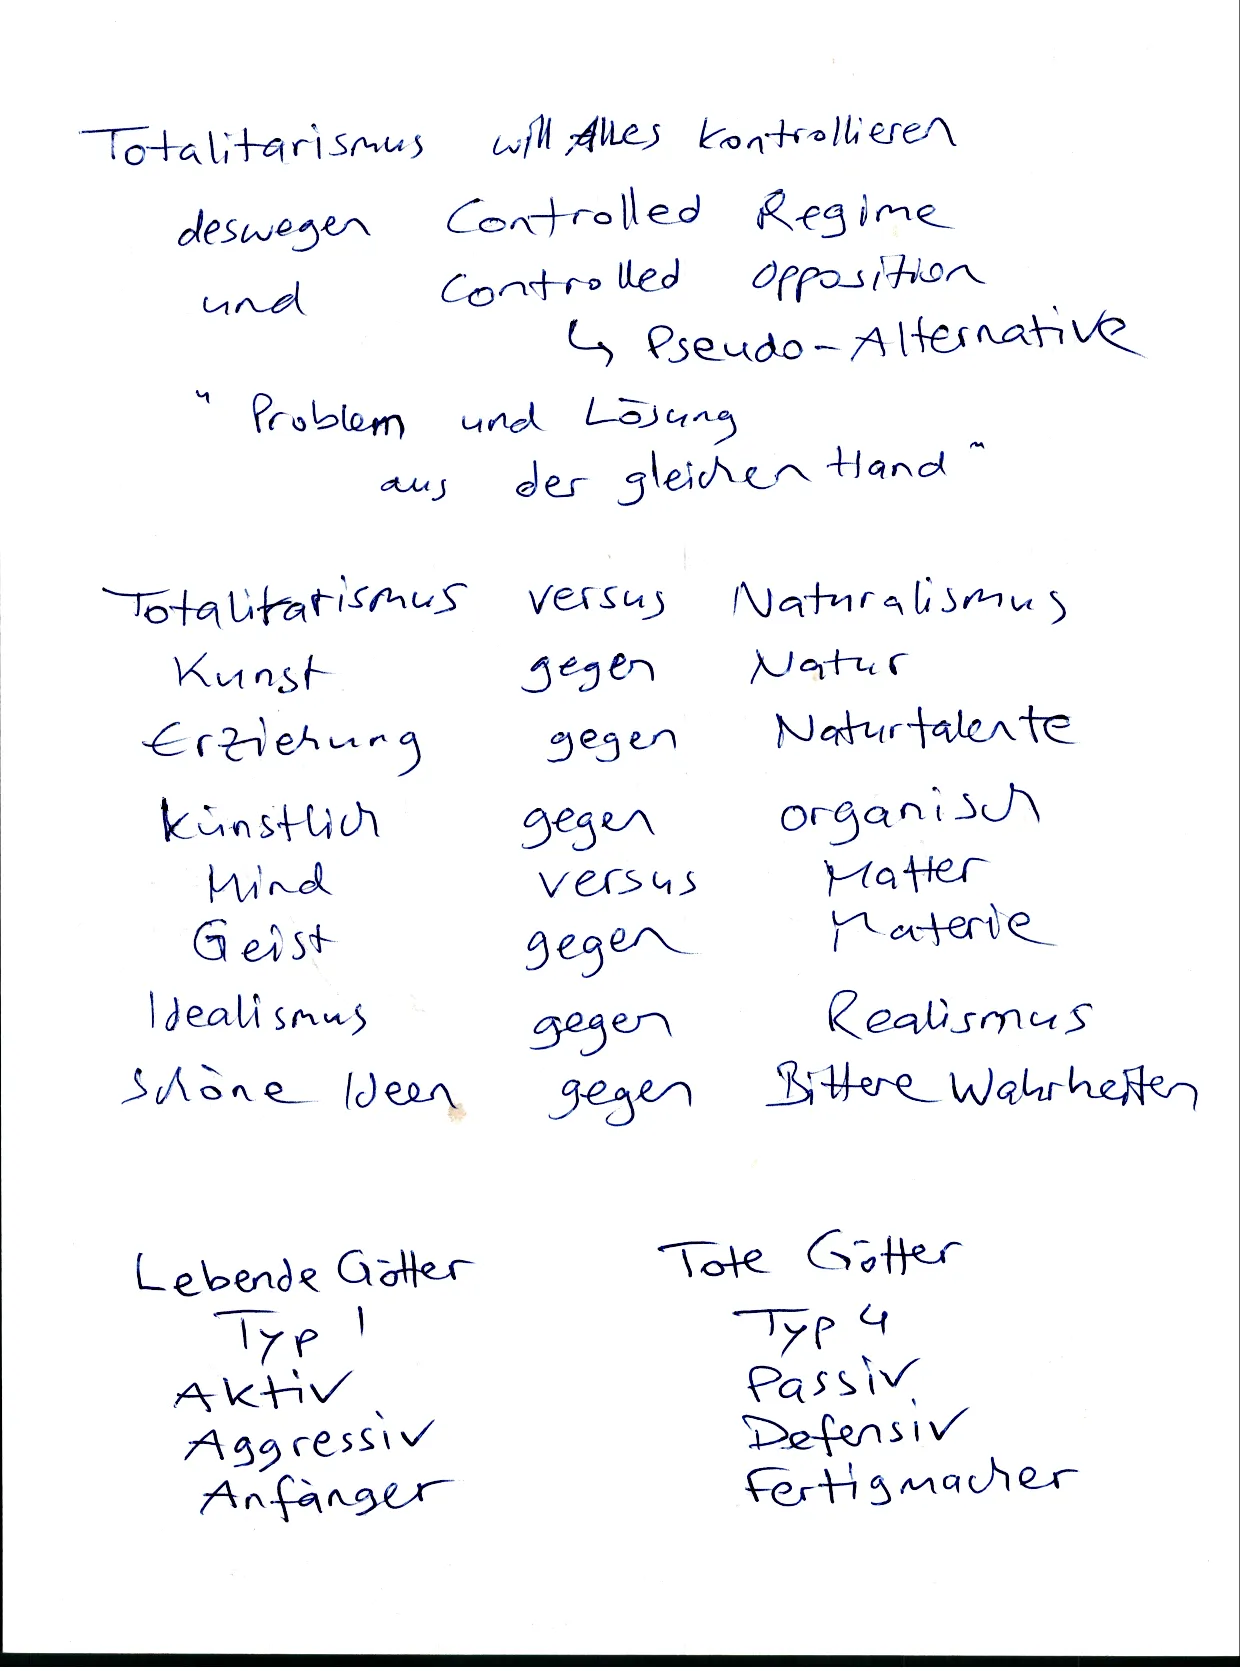 Totalitarismus will Alles kontrollieren
deswegen Controlled Regime
und Controlled Opposition
↳ Pseudo-Alternative
"Problem und Lösung
aus der gleichen Hand"
Totalitarismus versus Naturalismus
Kunst gegen Natur
Erziehung gegen Naturtalente
künstlich gegen organisch
Mind versus Matter
Geist gegen Materie
Idealismus gegen Realismus
Schöne Ideen gegen Bittere Wahrheiten
Lebende Götter Tote Götter
Typ 1 Typ 4
Aktiv Passiv
Aggressiv Defensiv
Anfänger Fertigmacher